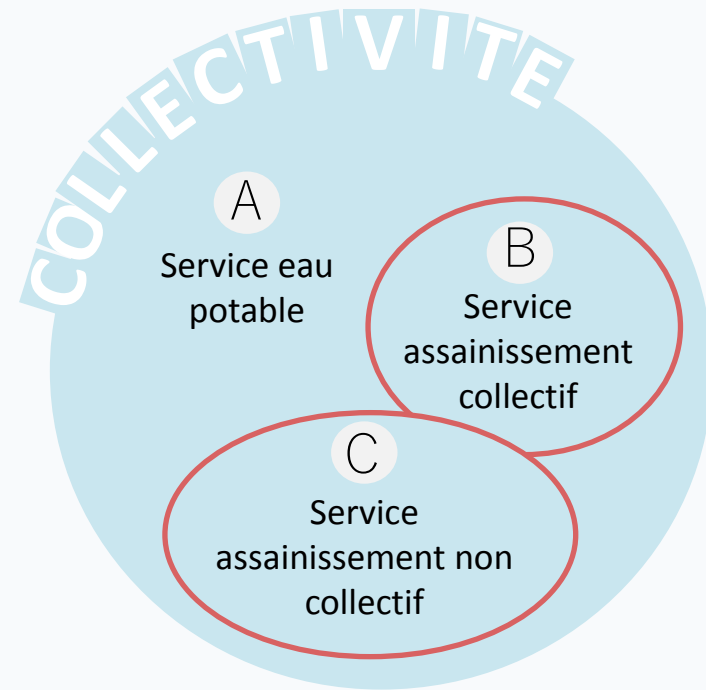 COLLECTIVITE
A
Service eau
potable
B
Service
assainissement
collectif
C
Service
assainissement non
collectif